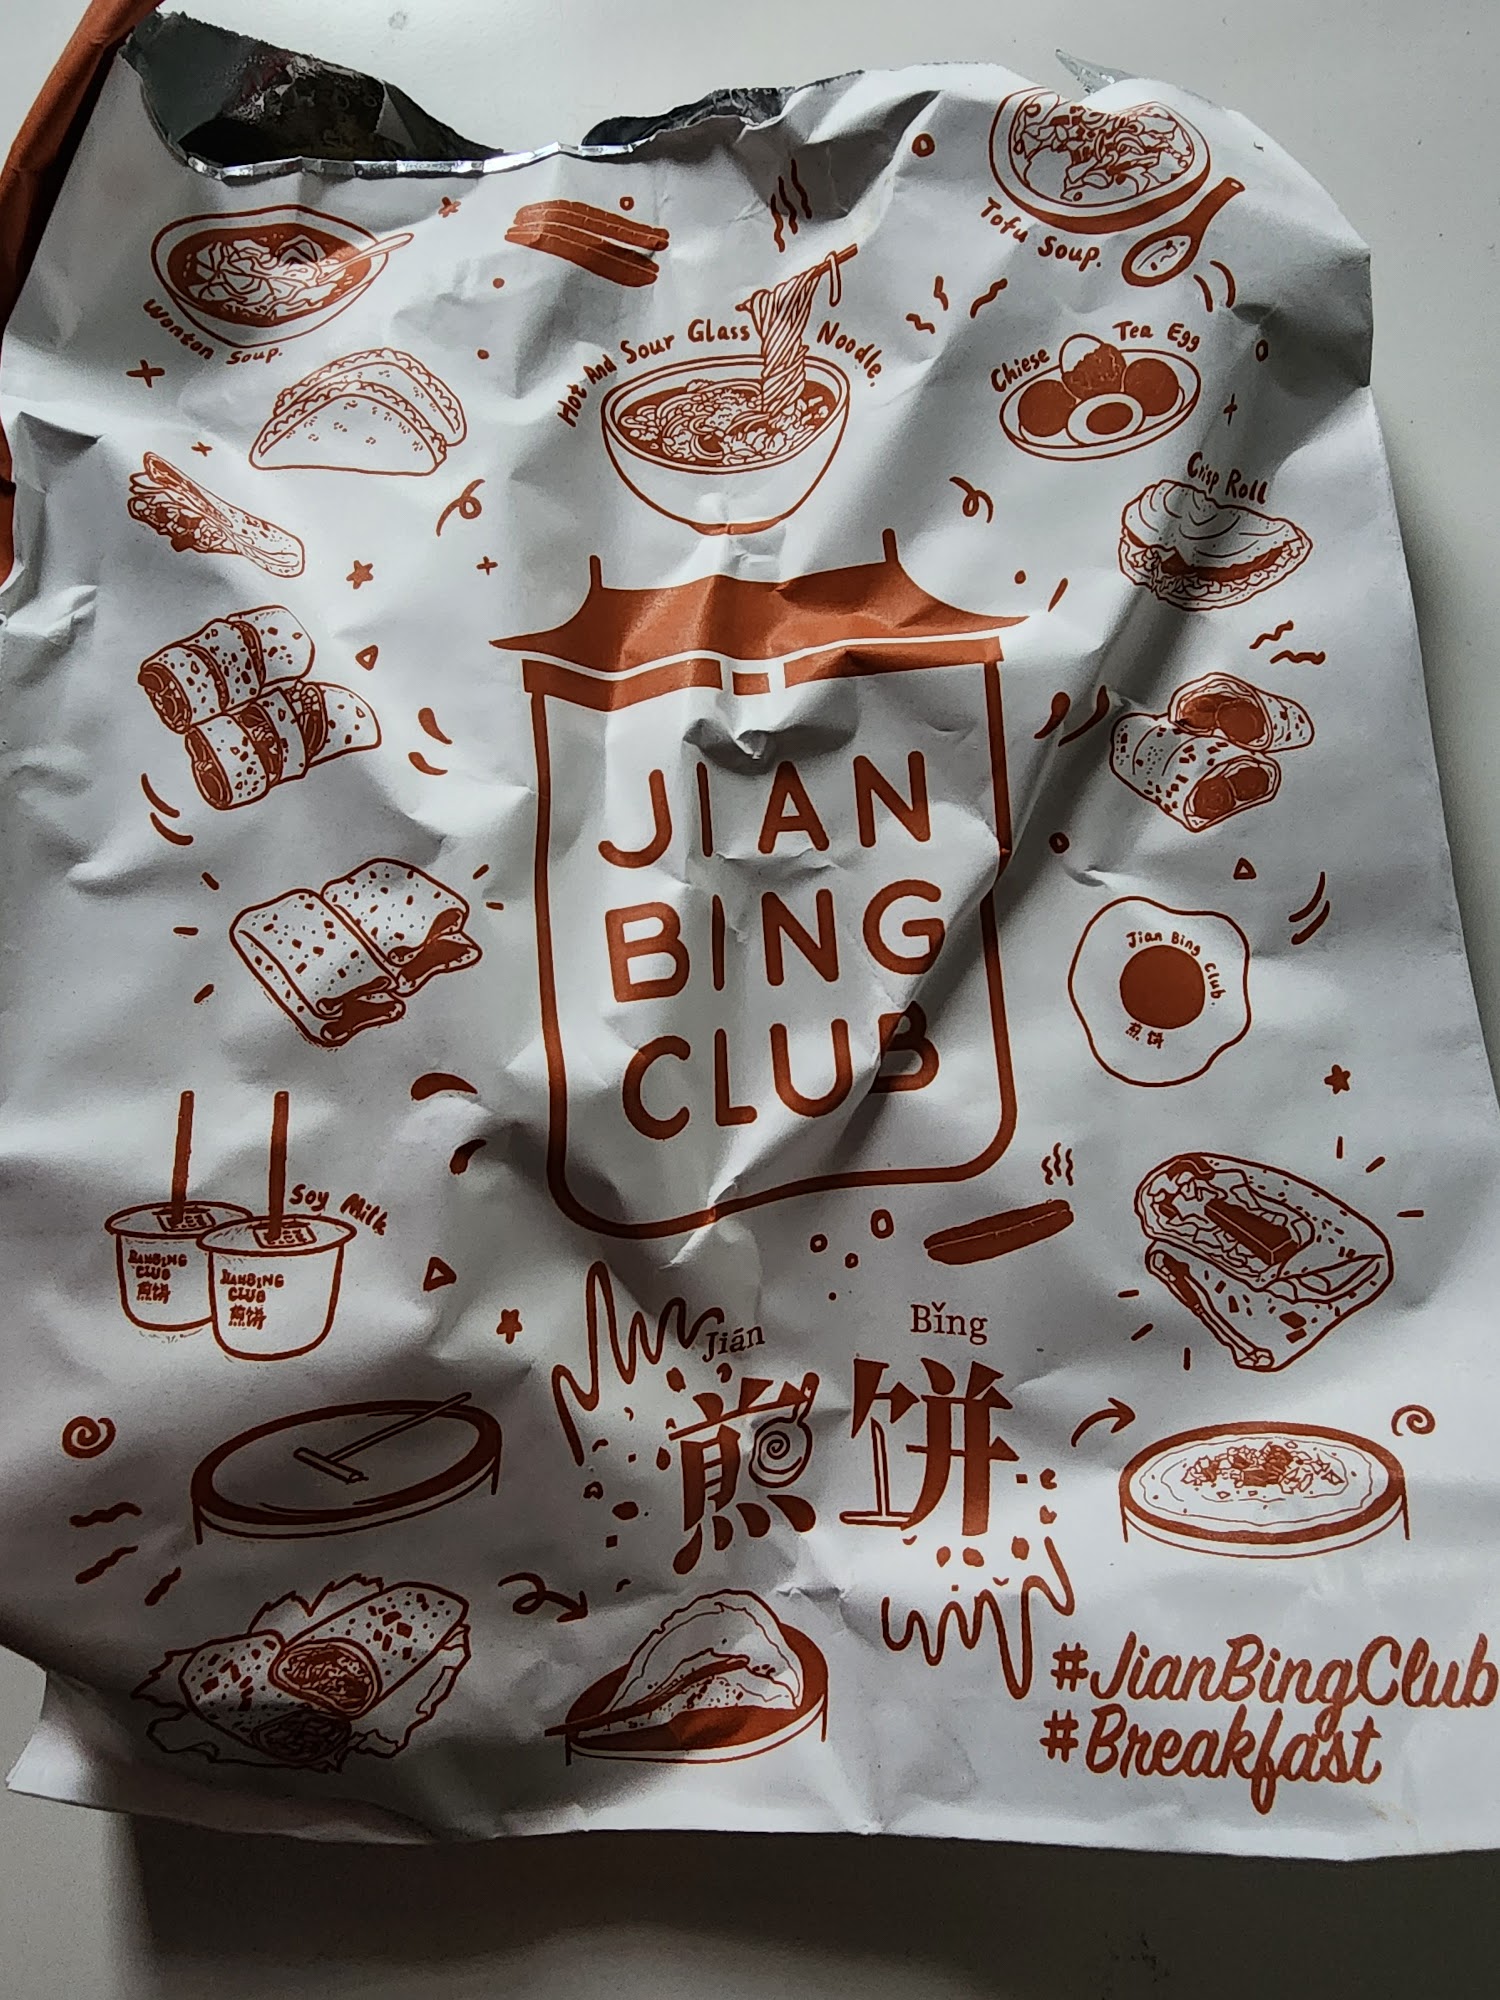 Tofu Soup.
Wonton Soup.
Hot And Sour Glass Noodle.
Chiese Tea Egg
Crisp Roll
JIAN
BING
CLUB
Jian Bing Club.
煎饼
Soy Milk
JIANBING
CLUB
煎饼
JIANBING
CLUB
煎饼
Jiān Bǐng
煎饼
#JianBingClub
#Breakfast